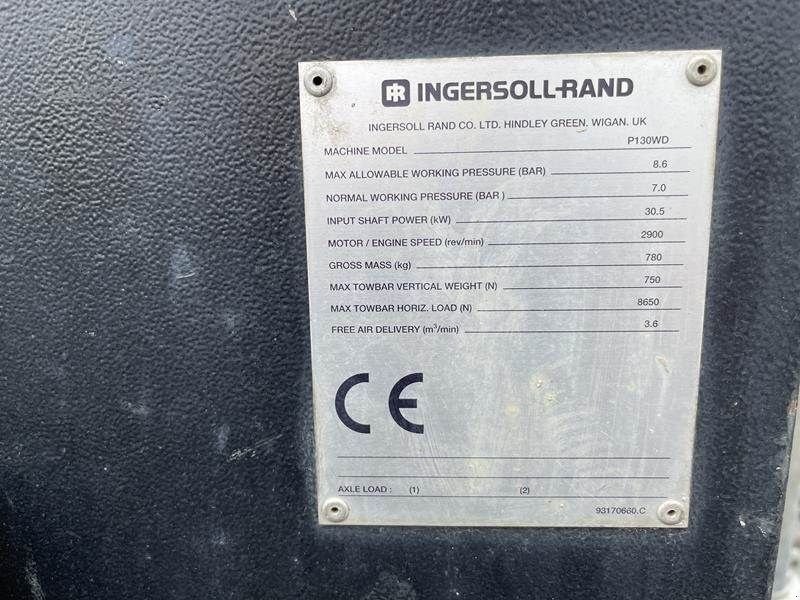 IR INGERSOLL-RAND
INGERSOLL RAND CO. LTD. HINDLEY GREEN. WIGAN. UK
MACHINE MODEL P130WD
MAX ALLOWABLE WORKING PRESSURE (BAR) 8.6
NORMAL WORKING PRESSURE (BAR ) 7.0
INPUT SHAFT POWER (kW) 30.5
MOTOR / ENGINE SPEED (rev/min) 2900
GROSS MASS (kg) 780
MAX TOWBAR VERTICAL WEIGHT (N) 750
MAX TOWBAR HORIZ. LOAD (N) 8650
FREE AIR DELIVERY (m³/min) 3.6
CE
AXLE LOAD : (1) (2)
93170660.C